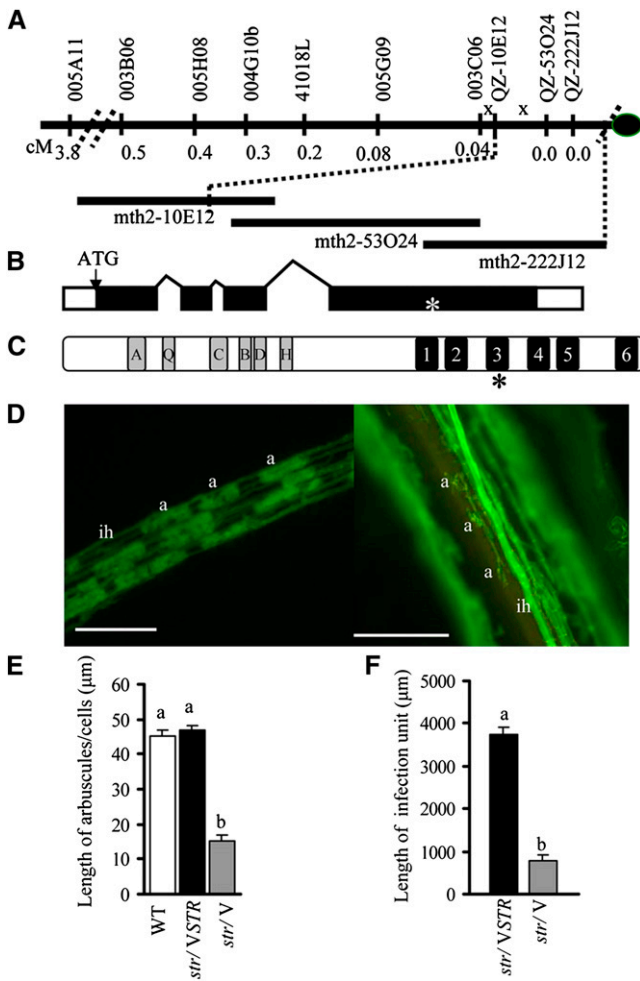 A
005A11
003B06
005H08
004G10b
41018L
005G09
003C06
QZ-10E12
QZ-53O24
QZ-222J12
x x
cM 3.8 0.5 0.4 0.3 0.2 0.08 0.04 0.0 0.0
mth2-10E12
mth2-53O24
mth2-222J12
B
ATG
*
C
A Q C B D H 1 2 3 4 5 6
*
D
a
a
a
ih
a
a
a
ih
E
Length of arbuscules/cells (µm)
60
50
40
30
20
10
0
a a
b
WT
str/VSTR
str/V
F
Length of infection unit (µm)
5000
4000
3000
2000
1000
0
a
b
str/VSTR
str/V